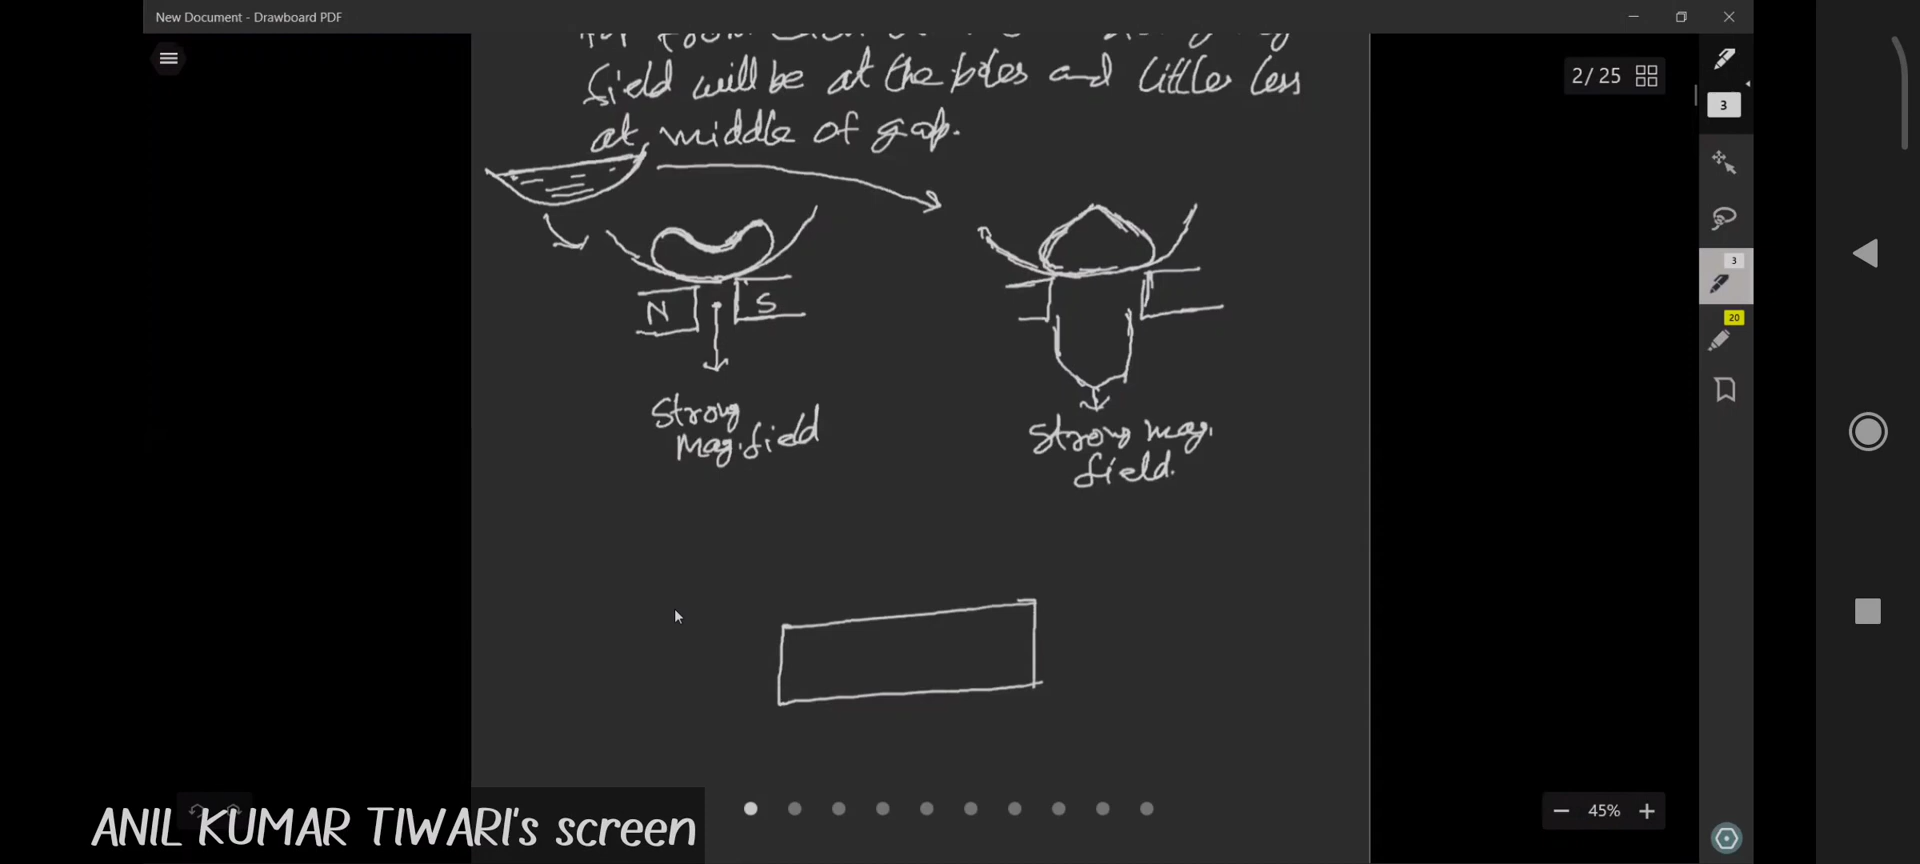 New Document - Drawboard PDF
2/ 25
field will be at the poles and little less
at middle of gap.
3
3
20
N
S
Strong
Mag. field
Strong mag.
field.
45%
ANIL KUMAR TIWARI's screen